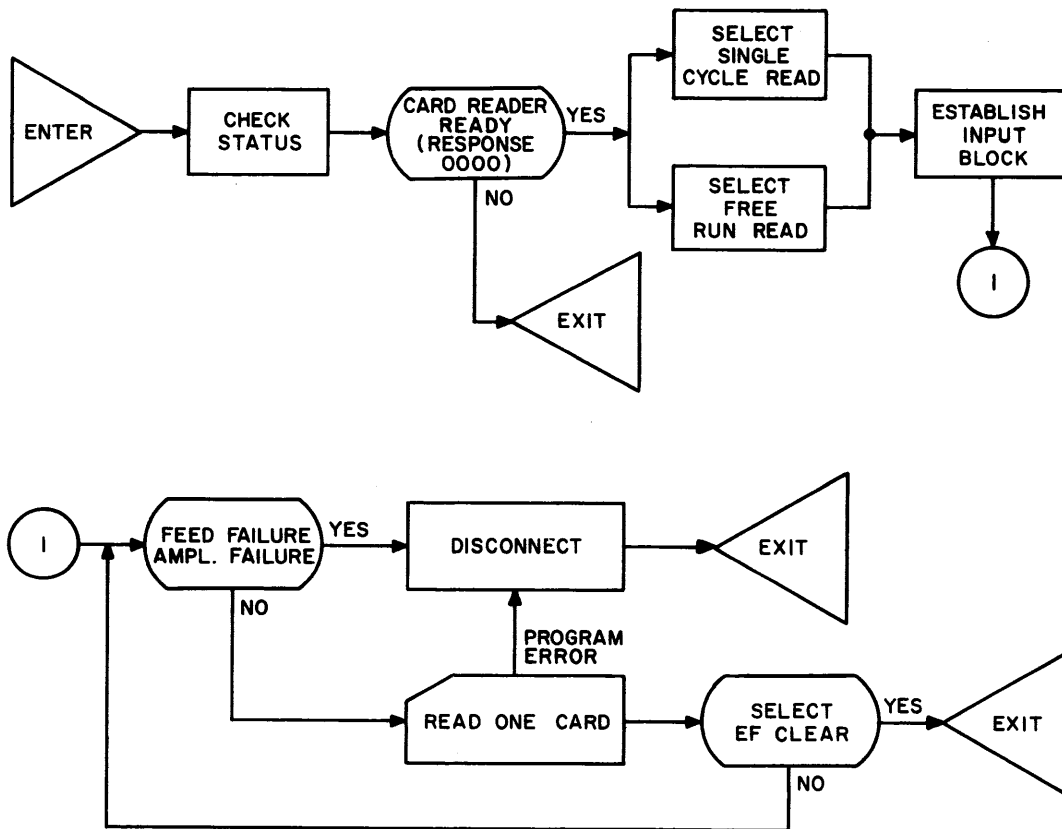 ENTER
CHECK
STATUS
CARD READER
READY
(RESPONSE
0000)
YES
NO
EXIT
SELECT
SINGLE
CYCLE READ
SELECT
FREE
RUN READ
ESTABLISH
INPUT
BLOCK
I
I
FEED FAILURE
AMPL. FAILURE
YES
NO
DISCONNECT
EXIT
PROGRAM
ERROR
READ ONE CARD
SELECT
EF CLEAR
YES
NO
EXIT